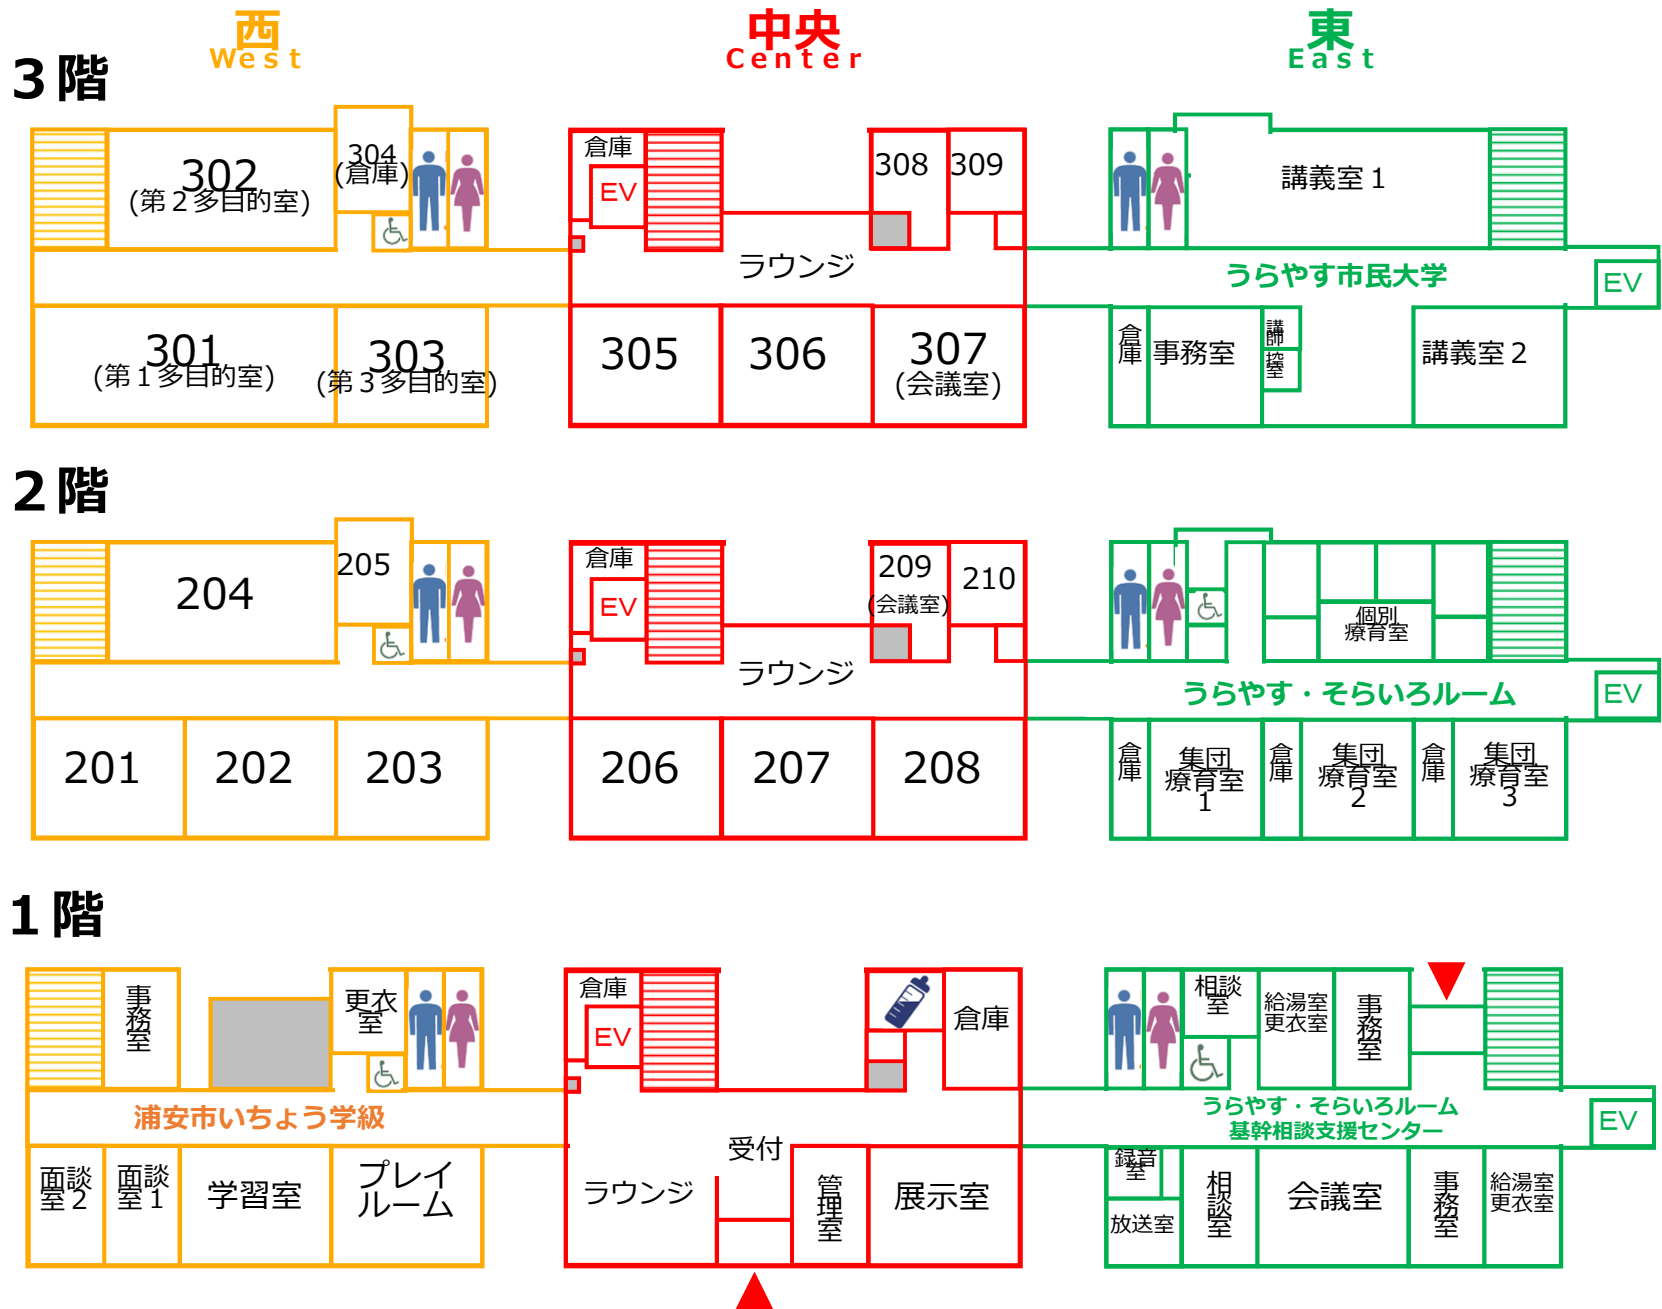 西
West
中央
Center
東
East
３階
302
(第２多目的室)
304
(倉庫)
倉庫
EV
308
309
講義室１
ラウンジ
うらやす市民大学
EV
301
(第１多目的室)
303
(第３多目的室)
305
306
307
(会議室)
倉庫
事務室
講師
控室
講義室２
２階
204
205
倉庫
EV
209
(会議室)
210
個別
療育室
ラウンジ
うらやす・そらいろルーム
EV
201
202
203
206
207
208
倉庫
集団
療育室
1
倉庫
集団
療育室
2
倉庫
集団
療育室
3
１階
事務室
更衣
室
倉庫
EV
倉庫
相談
室
給湯室
更衣室
事務室
浦安市いちょう学級
受付
うらやす・そらいろルーム
基幹相談支援センター
EV
面談
室２
面談
室１
学習室
プレイ
ルーム
ラウンジ
管理室
展示室
録音
室
放送室
相談室
会議室
事務室
給湯室
更衣室